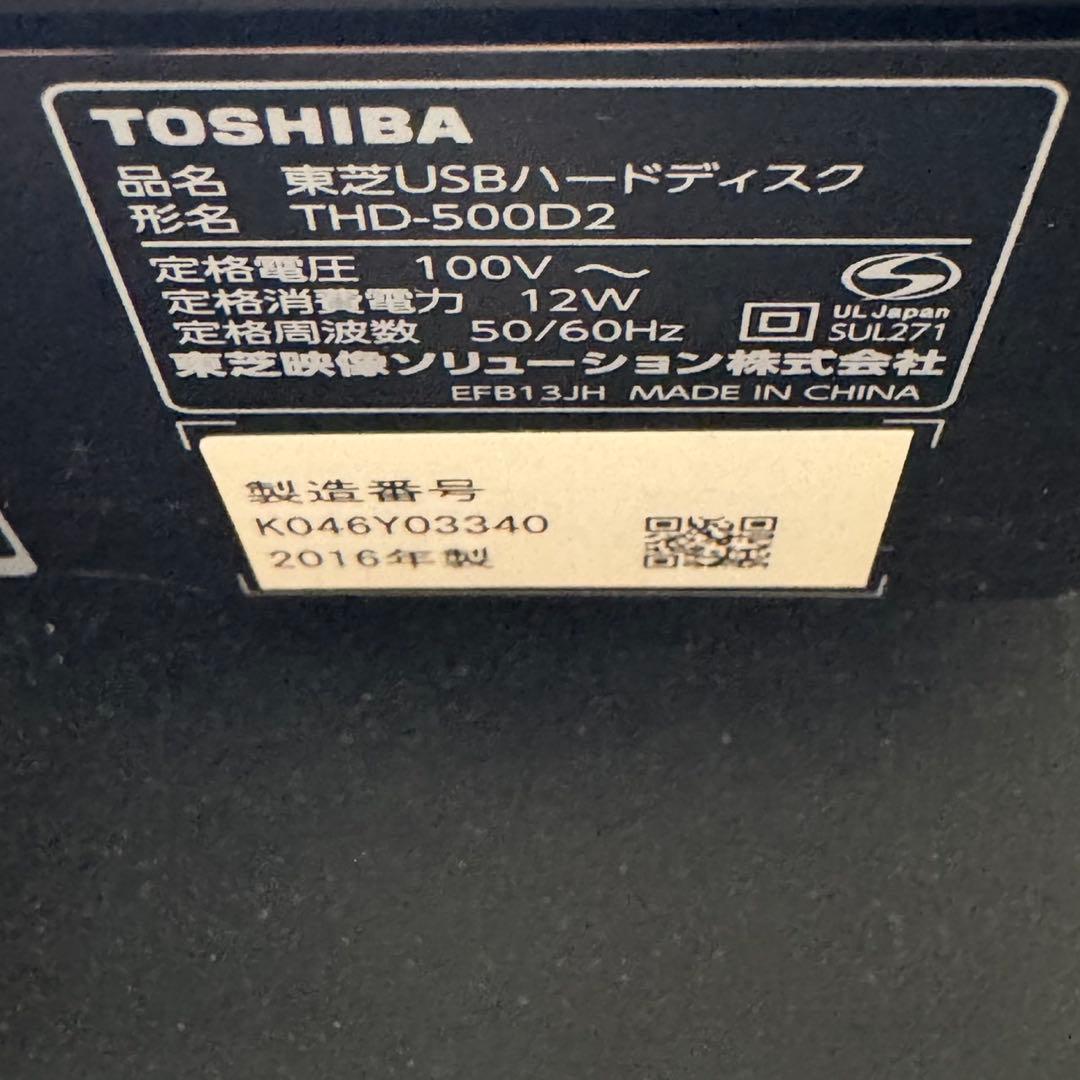 TOSHIBA
品名 東芝USBハードディスク
形名 THD-500D2
定格電圧 100V ～
定格消費電力 12W
定格周波数 50/60Hz
UL Japan
SUL271
東芝映像ソリューション株式会社
EFB13JH MADE IN CHINA
製造番号
K046Y03340
2016年製